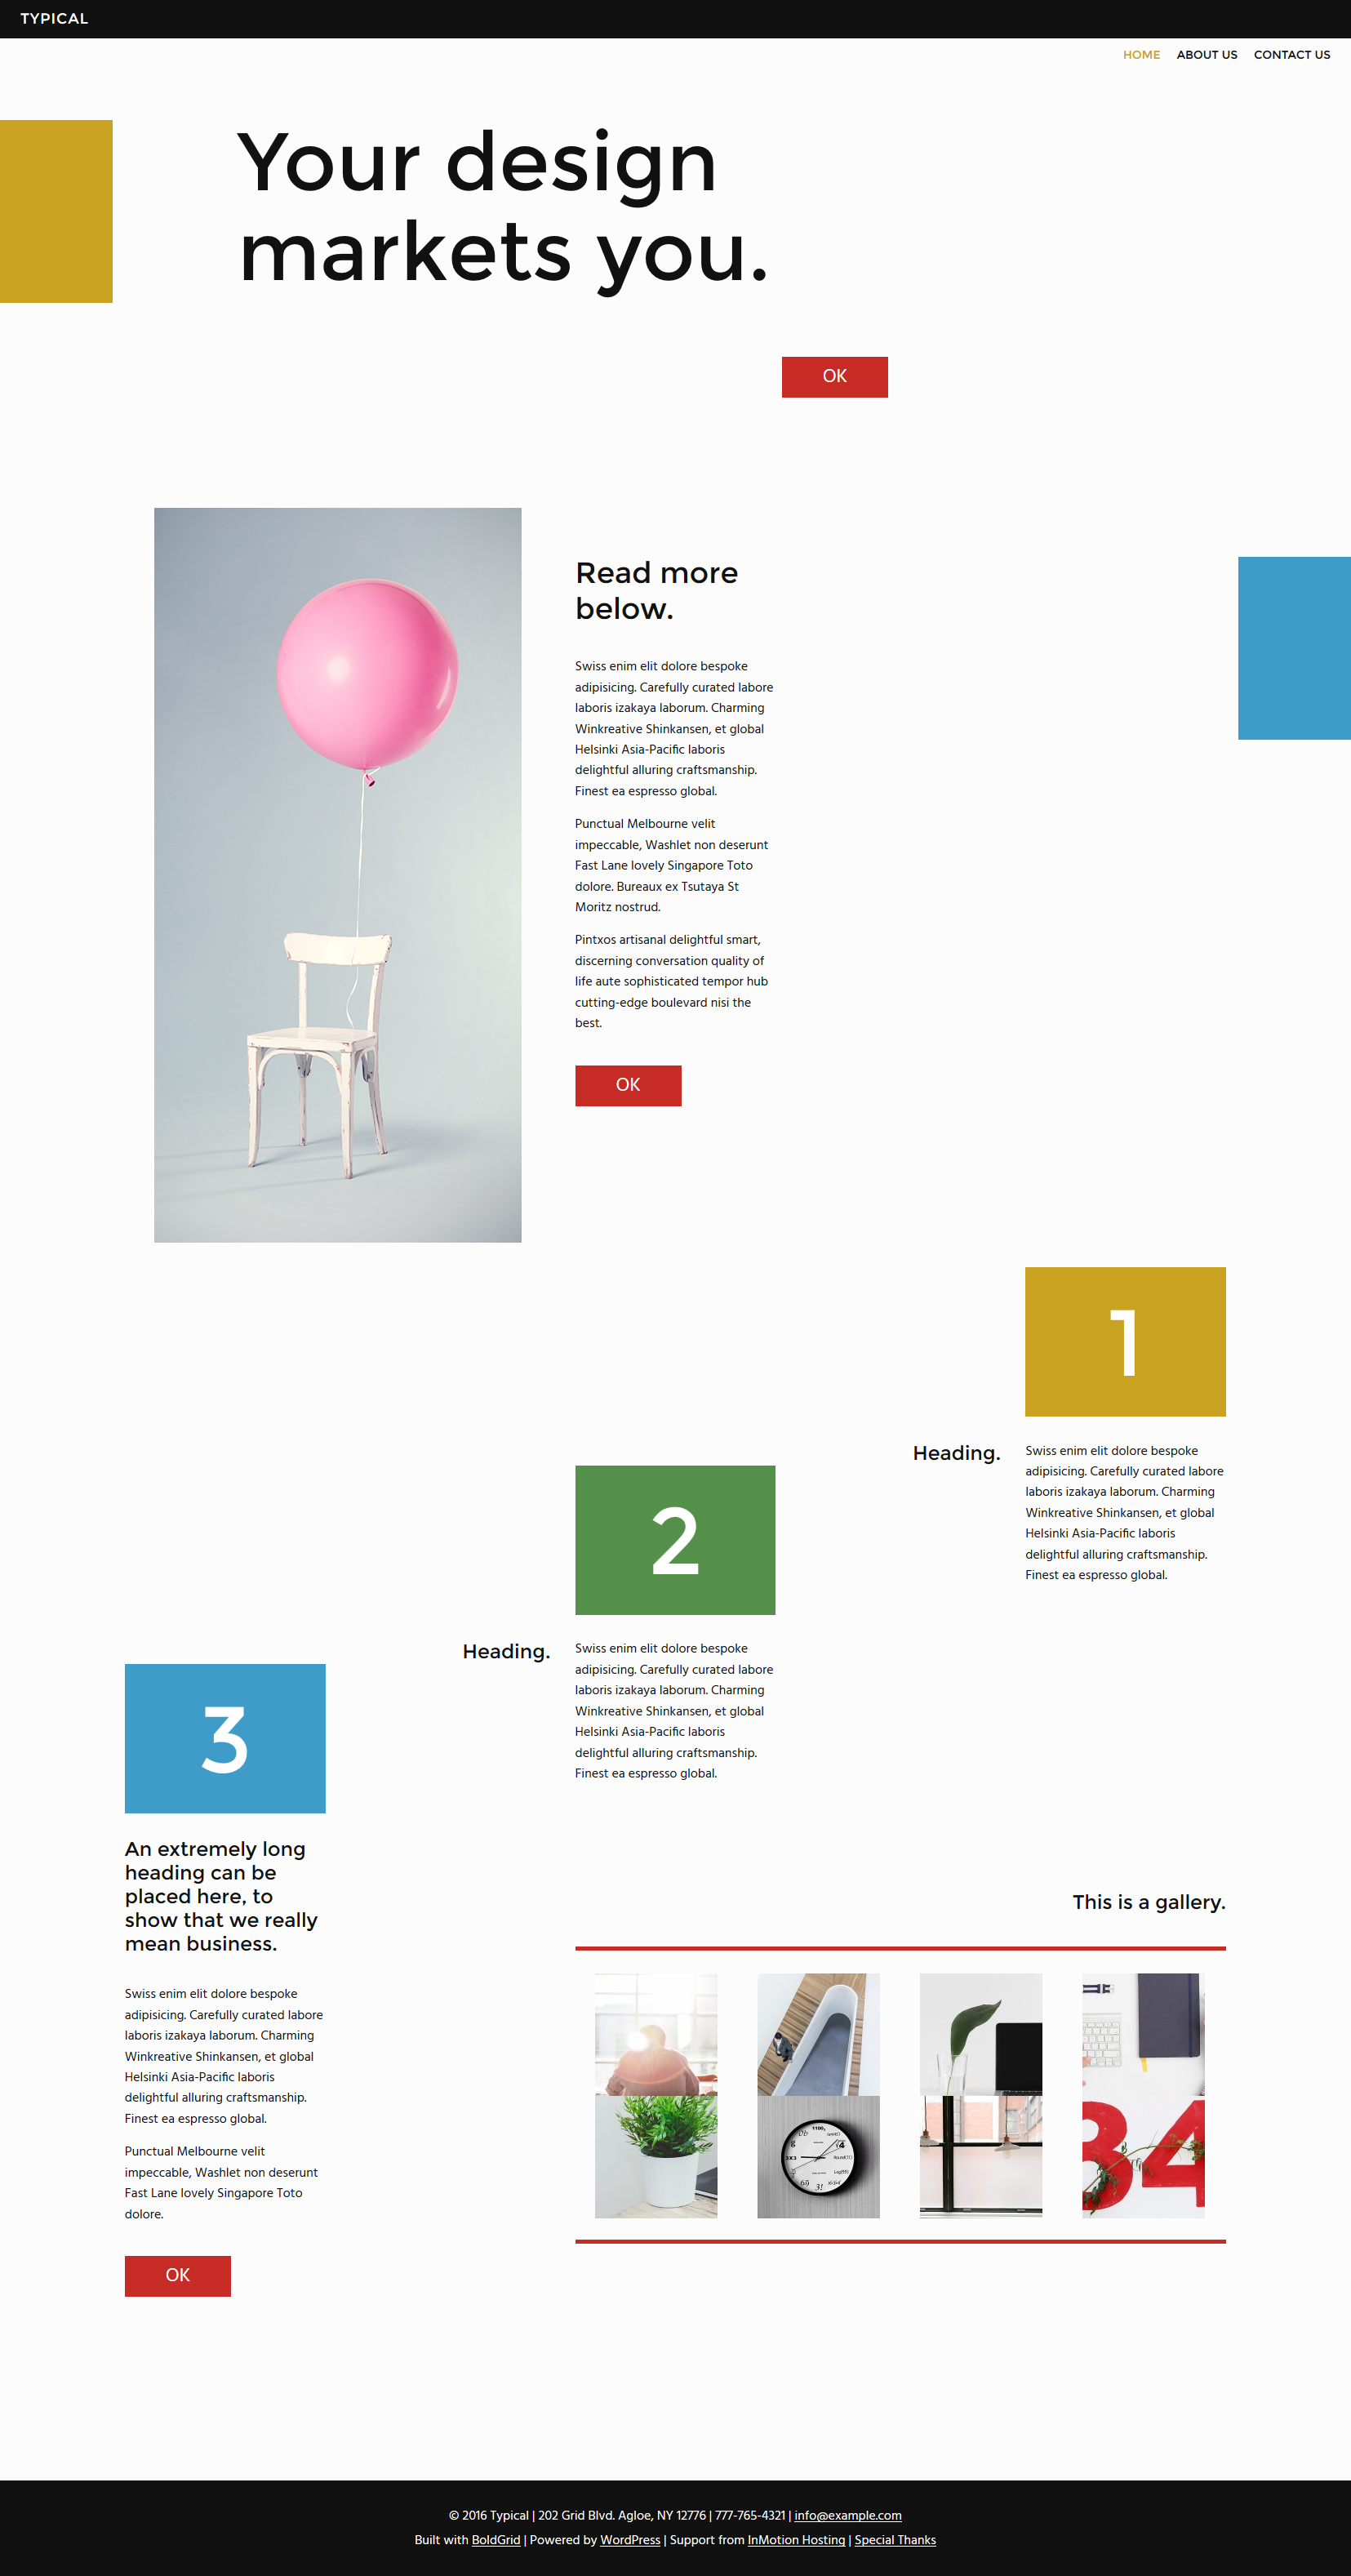 TYPICAL
HOME ABOUT US CONTACT US
Your design
markets you.
OK
Read more
below.
Swiss enim elit dolore bespoke
adipisicing. Carefully curated labore
laboris izakaya laborum. Charming
Winkreative Shinkansen, et global
Helsinki Asia-Pacific laboris
delightful alluring craftsmanship.
Finest ea espresso global.
Punctual Melbourne velit
impeccable, Washlet non deserunt
Fast Lane lovely Singapore Toto
dolore. Bureaux ex Tsutaya St
Moritz nostrud.
Pintxos artisanal delightful smart,
discerning conversation quality of
life aute sophisticated tempor hub
cutting-edge boulevard nisi the
best.
OK
1
Heading.
Swiss enim elit dolore bespoke
adipisicing. Carefully curated labore
laboris izakaya laborum. Charming
Winkreative Shinkansen, et global
Helsinki Asia-Pacific laboris
delightful alluring craftsmanship.
Finest ea espresso global.
2
Heading.
Swiss enim elit dolore bespoke
adipisicing. Carefully curated labore
laboris izakaya laborum. Charming
Winkreative Shinkansen, et global
Helsinki Asia-Pacific laboris
delightful alluring craftsmanship.
Finest ea espresso global.
3
An extremely long
heading can be
placed here, to
show that we really
mean business.
Swiss enim elit dolore bespoke
adipisicing. Carefully curated labore
laboris izakaya laborum. Charming
Winkreative Shinkansen, et global
Helsinki Asia-Pacific laboris
delightful alluring craftsmanship.
Finest ea espresso global.
Punctual Melbourne velit
impeccable, Washlet non deserunt
Fast Lane lovely Singapore Toto
dolore.
OK
This is a gallery.
34
© 2016 Typical | 202 Grid Blvd. Agloe, NY 12776 | 777-765-4321 | info@example.com
Built with BoldGrid | Powered by WordPress | Support from InMotion Hosting | Special Thanks